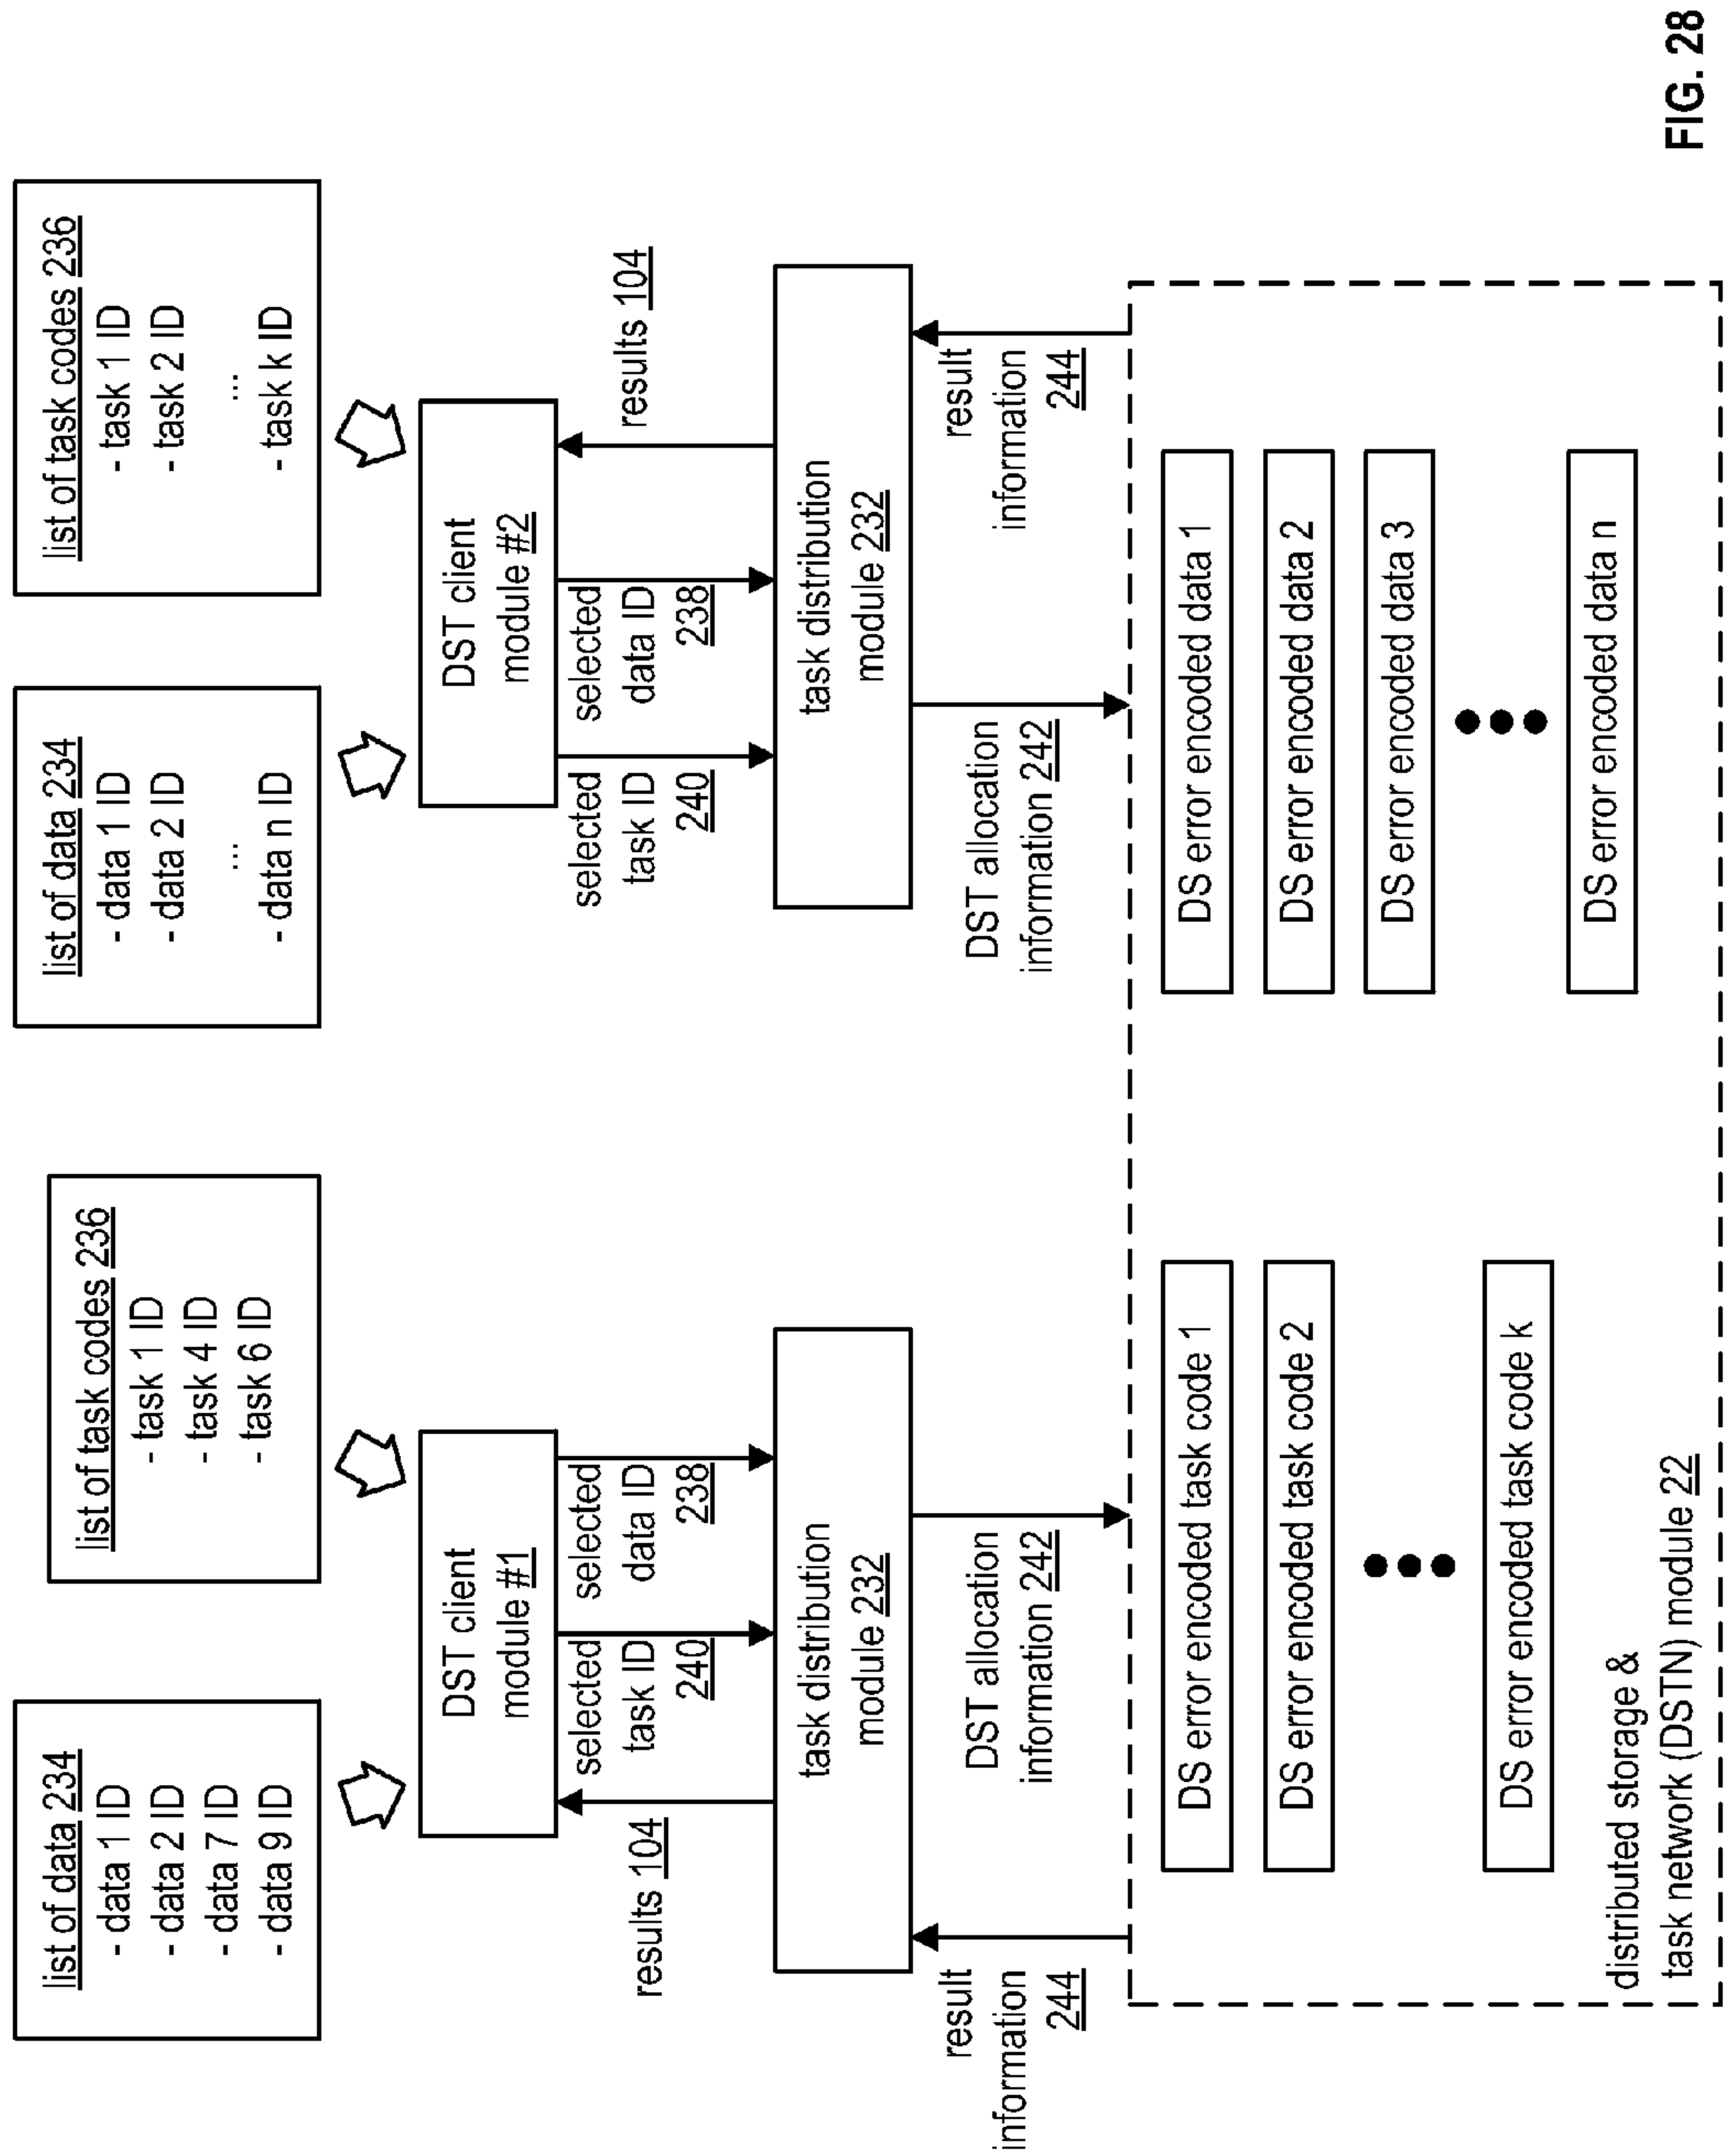 list of data 234
- data 1 ID
- data 2 ID
- data 7 ID
- data 9 ID
list of task codes 236
- task 1 ID
- task 4 ID
- task 6 ID
list of data 234
- data 1 ID
- data 2 ID
...
- data n ID
list of task codes 236
- task 1 ID
- task 2 ID
...
- task k ID
DST client
module #1
DST client
module #2
results 104
selected
task ID
240
selected
data ID
238
selected
task ID
240
selected
data ID
238
results 104
task distribution
module 232
task distribution
module 232
result
information
244
DST allocation
information 242
DST allocation
information 242
result
information
244
DS error encoded task code 1
DS error encoded task code 2
DS error encoded task code k
DS error encoded data 1
DS error encoded data 2
DS error encoded data 3
DS error encoded data n
distributed storage &
task network (DSTN) module 22
FIG. 28